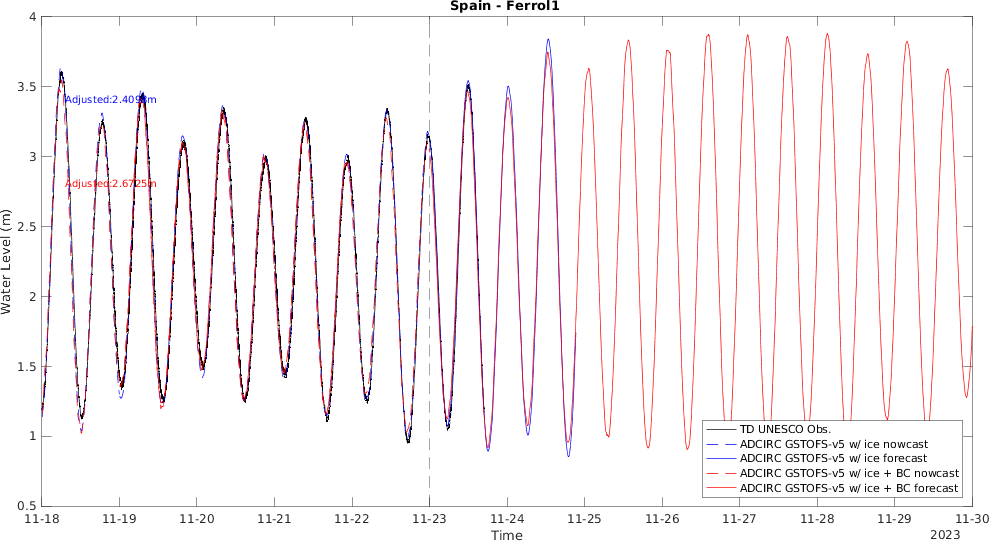 Spain - Ferrol1
4
3.5
3
2.5
2
1.5
1
0.5
Water Level (m)
Adjusted:2.6725m
TD UNESCO Obs.
ADCIRC GSTOFS-v5 w/ ice nowcast
ADCIRC GSTOFS-v5 w/ ice forecast
ADCIRC GSTOFS-v5 w/ ice + BC nowcast
ADCIRC GSTOFS-v5 w/ ice + BC forecast
11-18
11-19
11-20
11-21
11-22
11-23
11-24
11-25
11-26
11-27
11-28
11-29
11-30
Time
2023